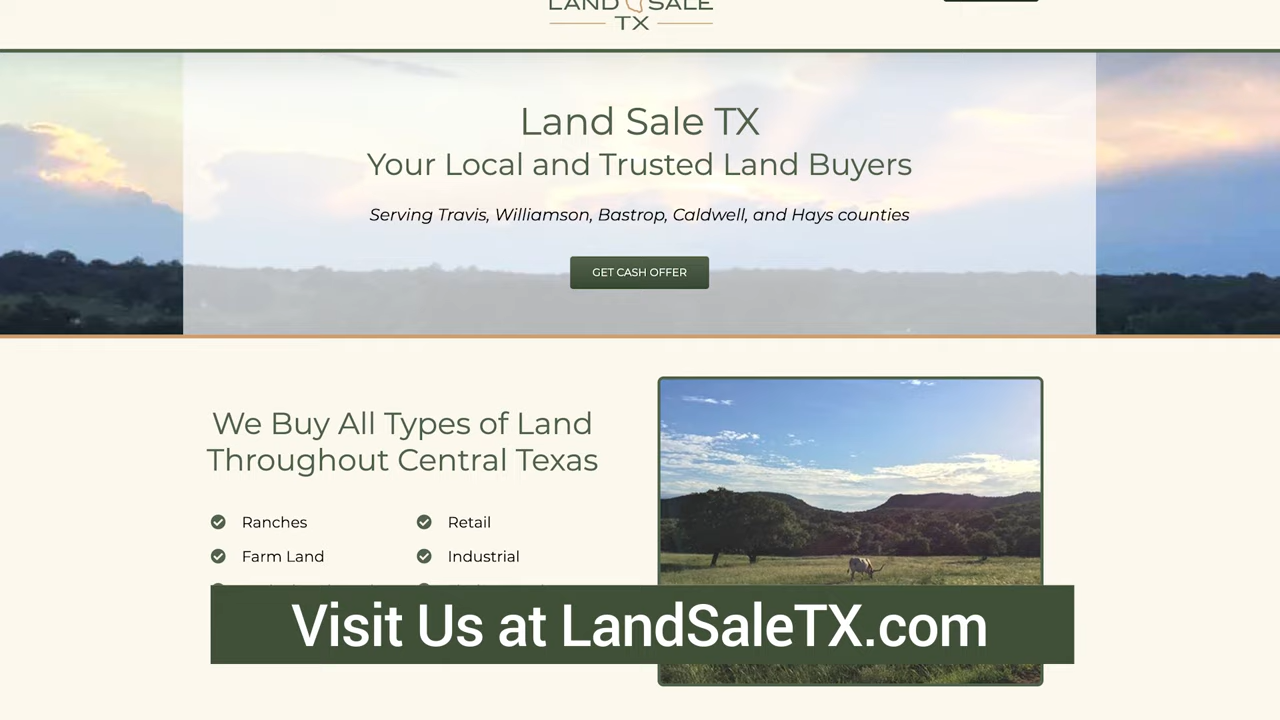 LAND SALE
TX
Land Sale TX
Your Local and Trusted Land Buyers
Serving Travis, Williamson, Bastrop, Caldwell, and Hays counties
GET CASH OFFER
We Buy All Types of Land
Throughout Central Texas
Ranches
Retail
Farm Land
Industrial
Visit Us at LandSaleTX.com